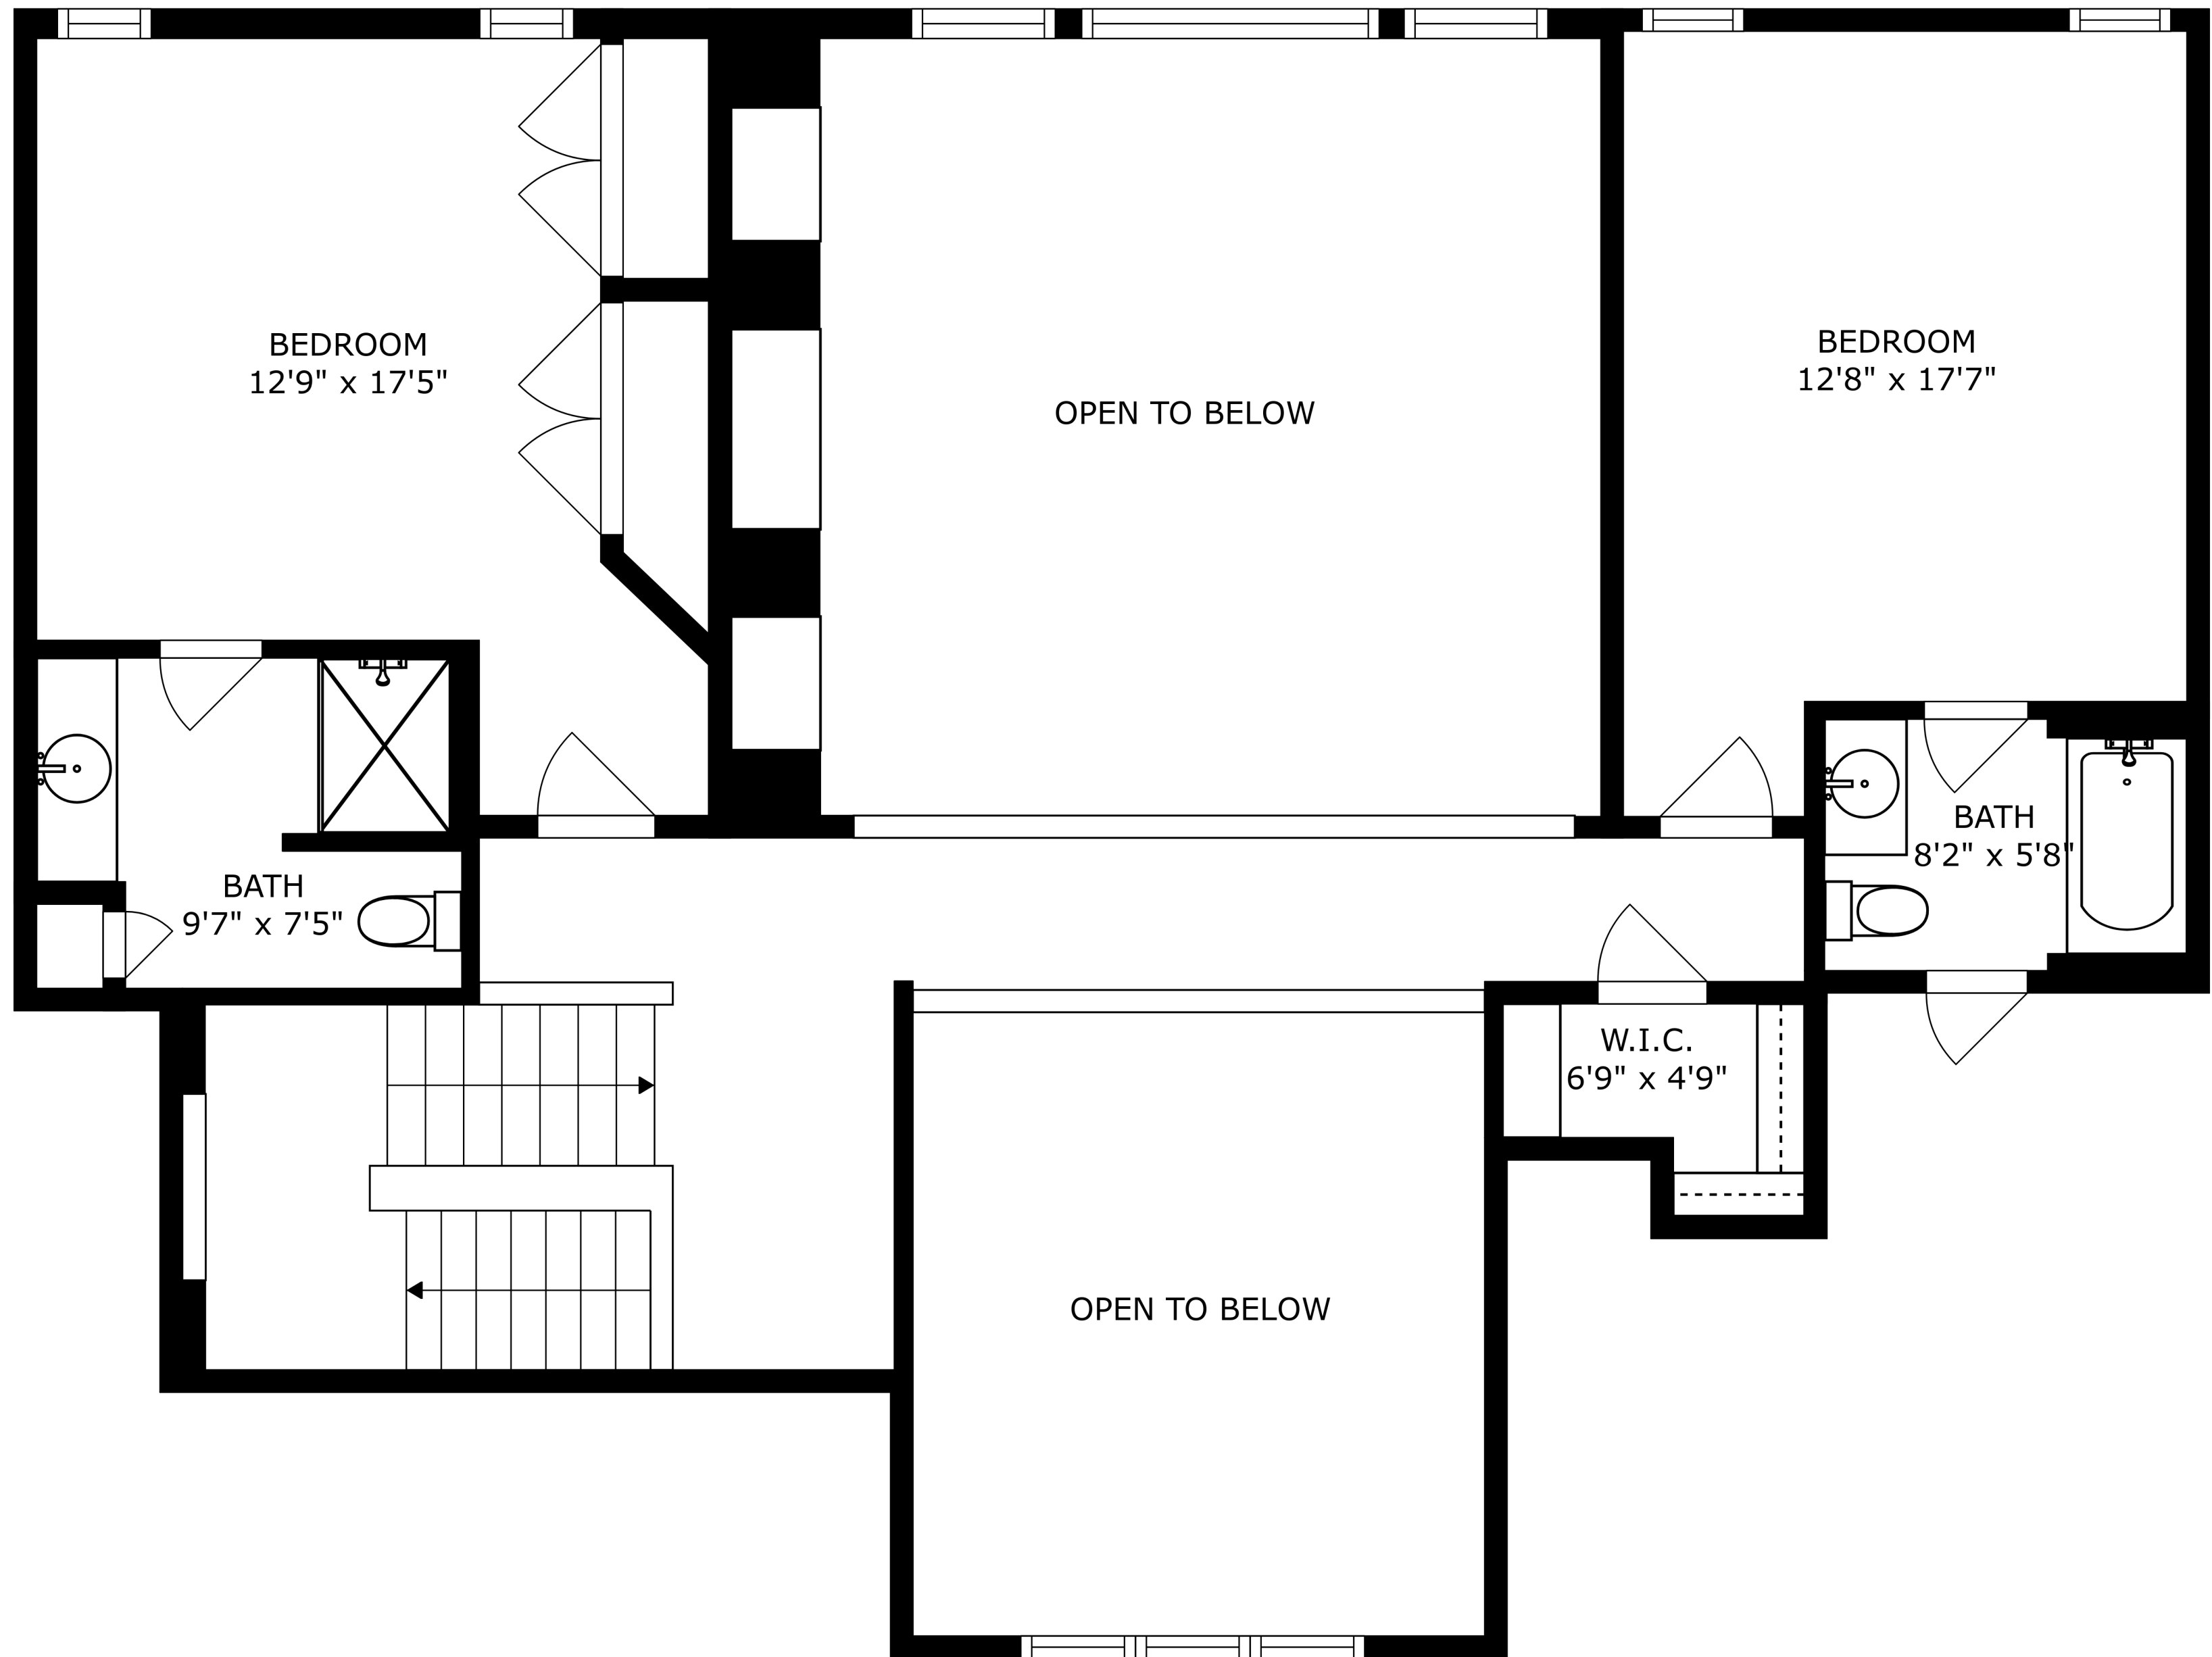 BEDROOM
12'9" x 17'5"
OPEN TO BELOW
BEDROOM
12'8" x 17'7"
BATH
9'7" x 7'5"
BATH
8'2" x 5'8"
W.I.C.
6'9" x 4'9"
OPEN TO BELOW